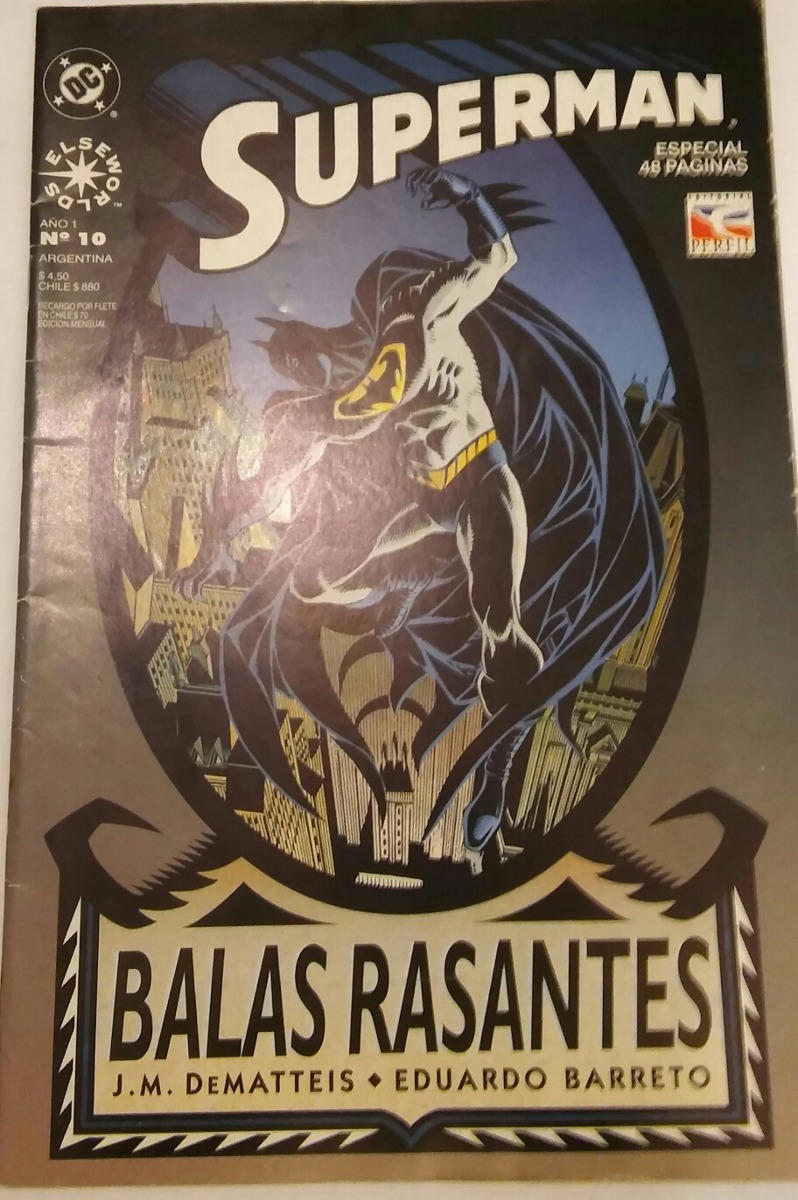 DC
®
ELSEWORLDS™
AÑO 1
Nº 10
ARGENTINA
$ 4,50
CHILE $ 880
RECARGO POR FLETE
EN CHILE $ 70
EDICION MENSUAL
SUPERMAN
ESPECIAL
48 PAGINAS
EDITORIAL
PERFIL
BALAS RASANTES
J.M. DEMATTEIS ◆ EDUARDO BARRETO